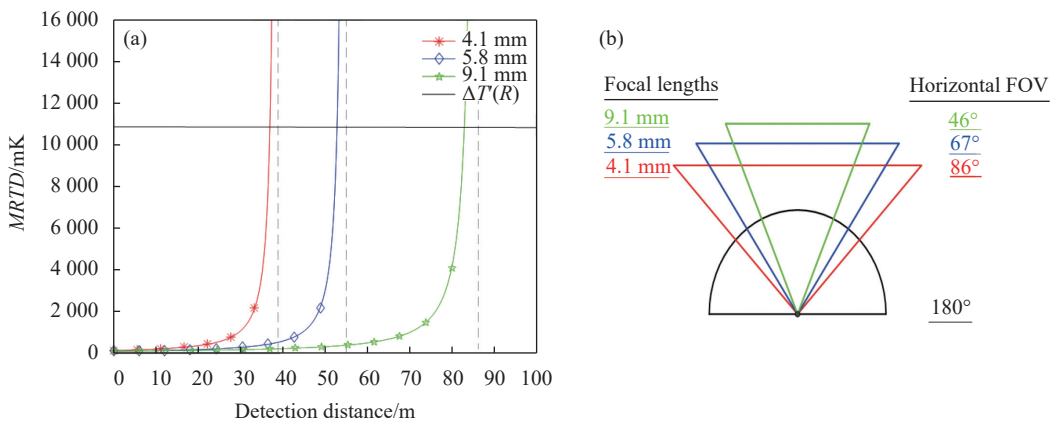 (a)
16 000
14 000
12 000
10 000
8 000
6 000
4 000
2 000
0
MRTD/mK
4.1 mm
5.8 mm
9.1 mm
ΔT′(R)
0 10 20 30 40 50 60 70 80 90 100
Detection distance/m
(b)
Focal lengths Horizontal FOV
9.1 mm 46°
5.8 mm 67°
4.1 mm 86°
180°